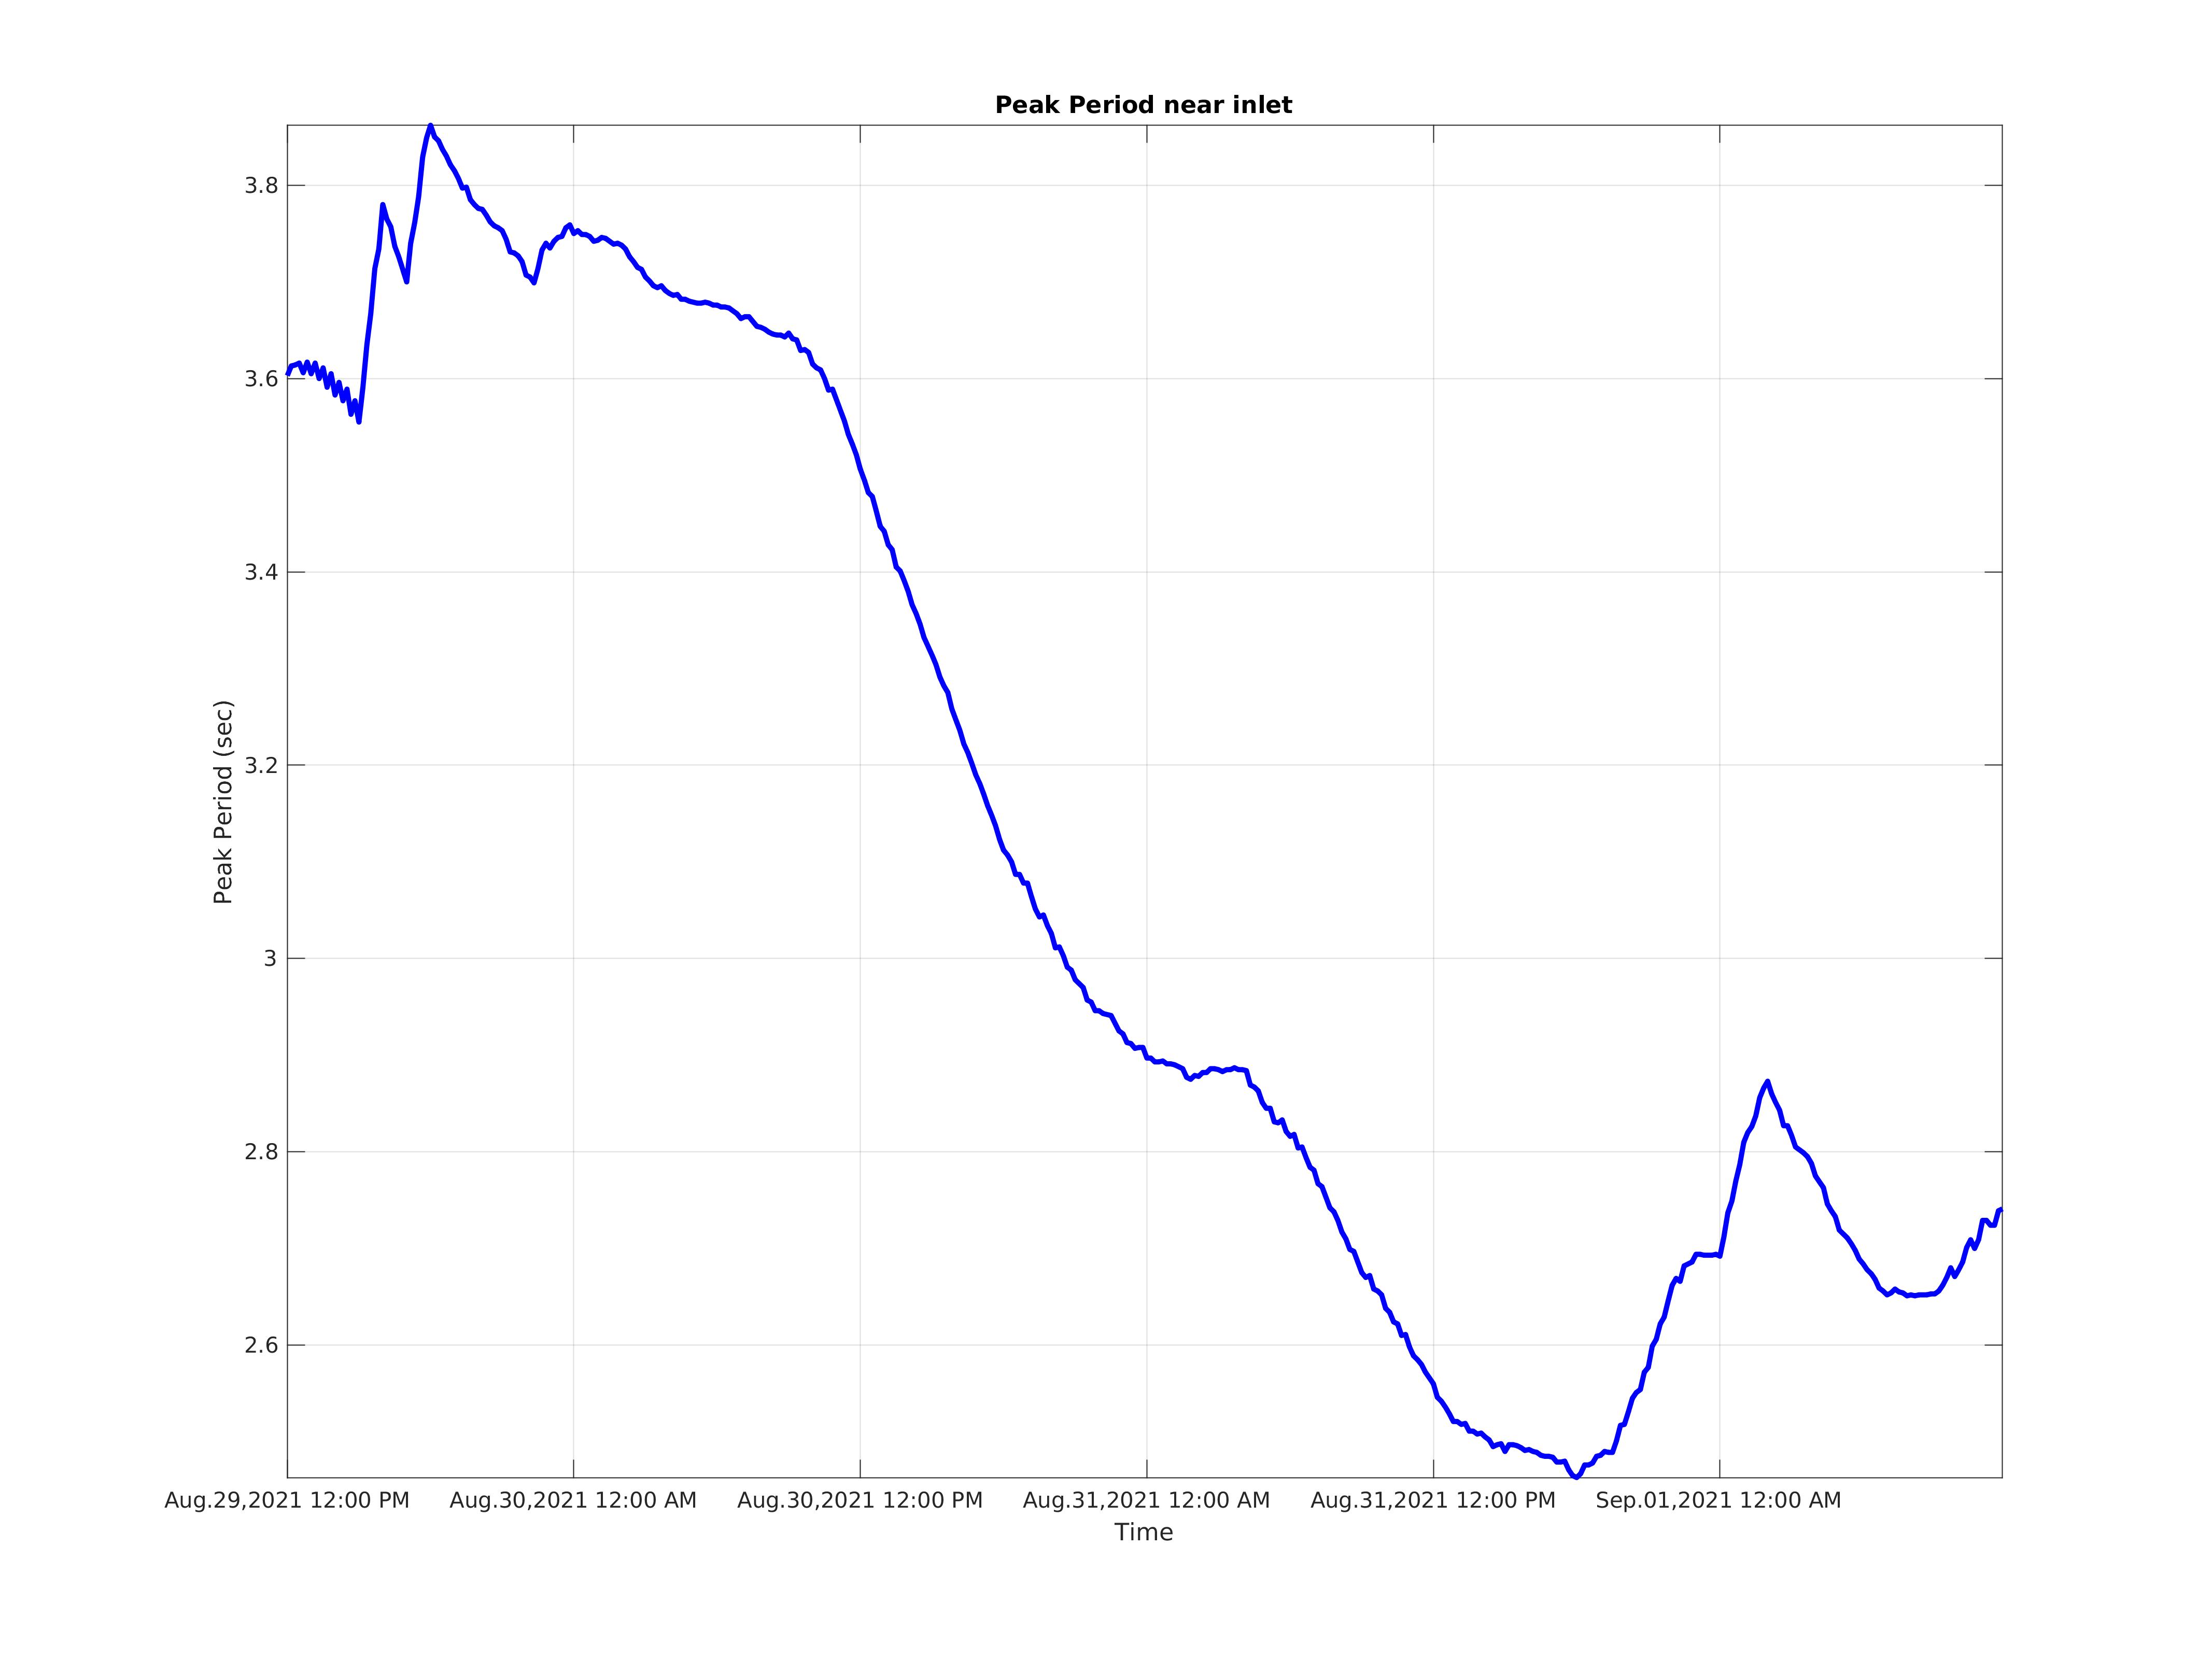 Peak Period near inlet
3.8
3.6
3.4
3.2
3
2.8
2.6
Peak Period (sec)
Aug.29,2021 12:00 PM
Aug.30,2021 12:00 AM
Aug.30,2021 12:00 PM
Aug.31,2021 12:00 AM
Aug.31,2021 12:00 PM
Sep.01,2021 12:00 AM
Time